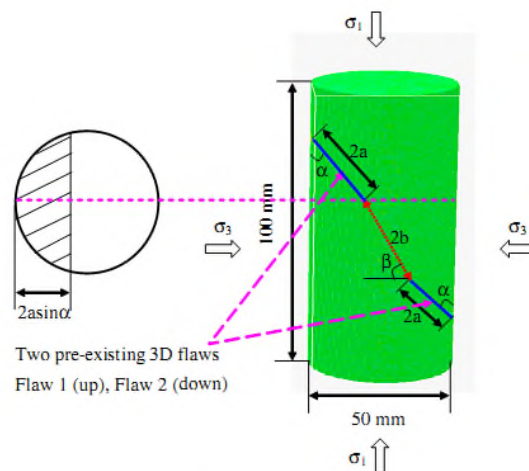 σ₁
2a
α
100 mm
σ₃
σ₃
2b
β
α
2a
2asinα
Two pre-existing 3D flaws
Flaw 1 (up), Flaw 2 (down)
50 mm
σ₁